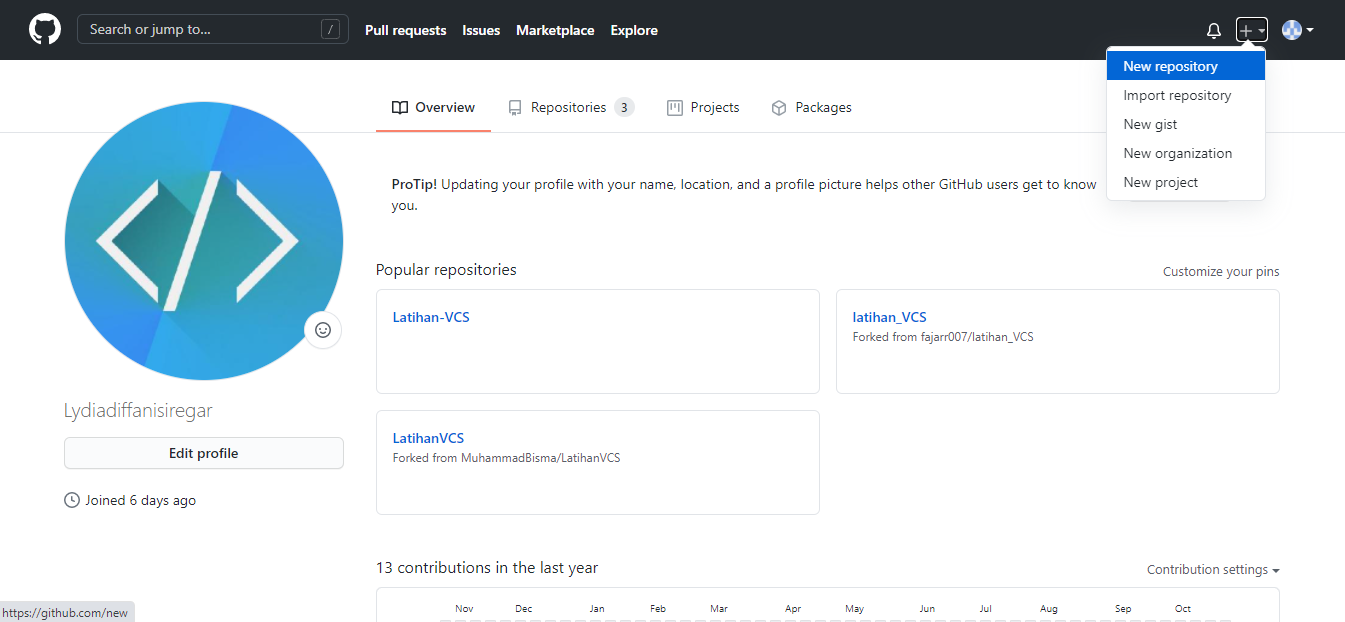 Search or jump to... / Pull requests Issues Marketplace Explore
New repository
Import repository
New gist
New organization
New project
Overview Repositories 3 Projects Packages
ProTip! Updating your profile with your name, location, and a profile picture helps other GitHub users get to know
you.
Popular repositories Customize your pins
Latihan-VCS
latihan_VCS
Forked from fajarr007/latihan_VCS
LatihanVCS
Forked from MuhammadBisma/LatihanVCS
Lydiadiffanisiregar
Edit profile
Joined 6 days ago
13 contributions in the last year Contribution settings
Nov Dec Jan Feb Mar Apr May Jun Jul Aug Sep Oct
https://github.com/new